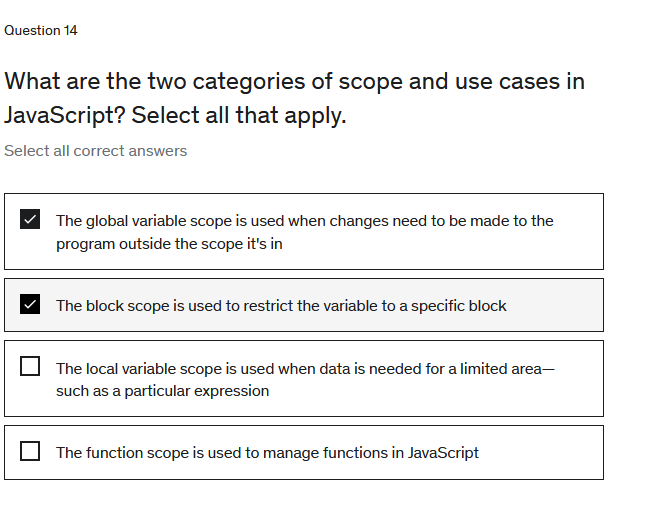 Question 14
What are the two categories of scope and use cases in
JavaScript? Select all that apply.
Select all correct answers
The global variable scope is used when changes need to be made to the
program outside the scope it's in
The block scope is used to restrict the variable to a specific block
The local variable scope is used when data is needed for a limited area—
such as a particular expression
The function scope is used to manage functions in JavaScript